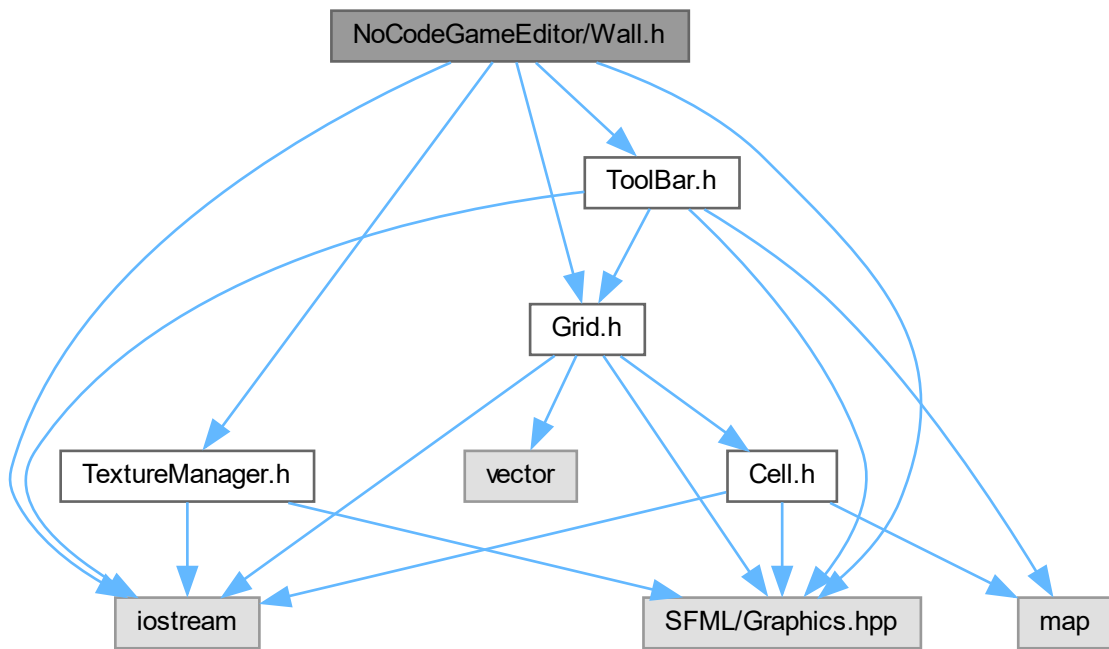 NoCodeGameEditor/Wall.h
ToolBar.h
Grid.h
TextureManager.h
vector
Cell.h
iostream
SFML/Graphics.hpp
map